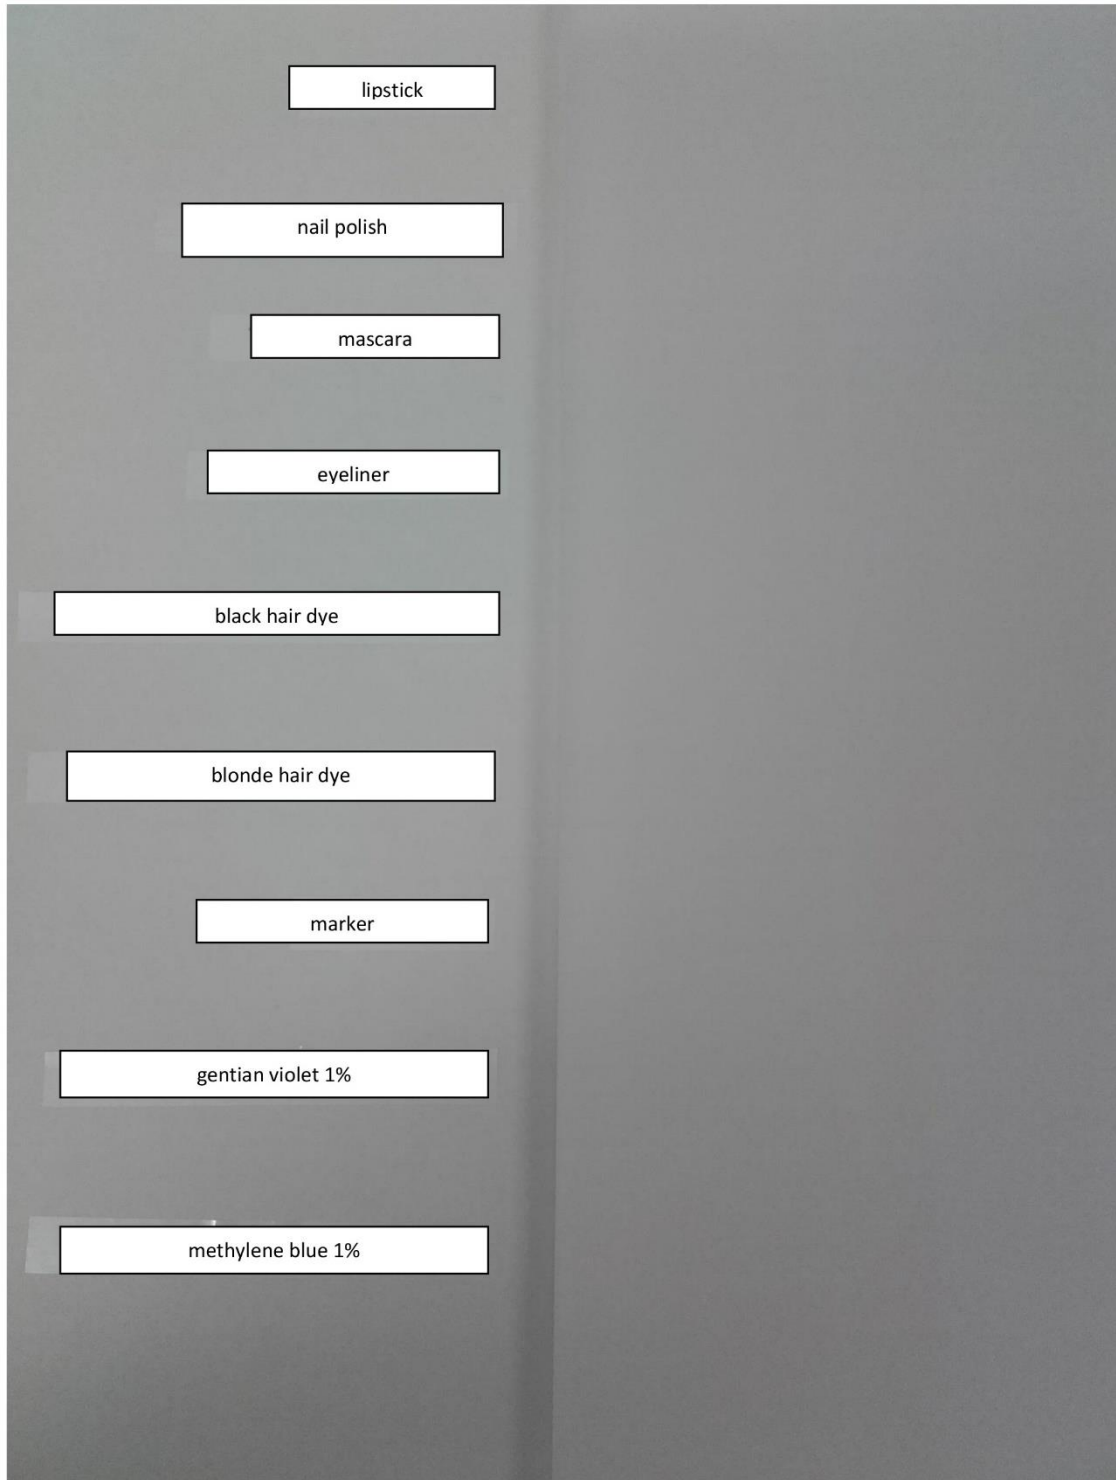 lipstick
nail polish
mascara
eyeliner
black hair dye
blonde hair dye
marker
gentian violet 1%
methylene blue 1%